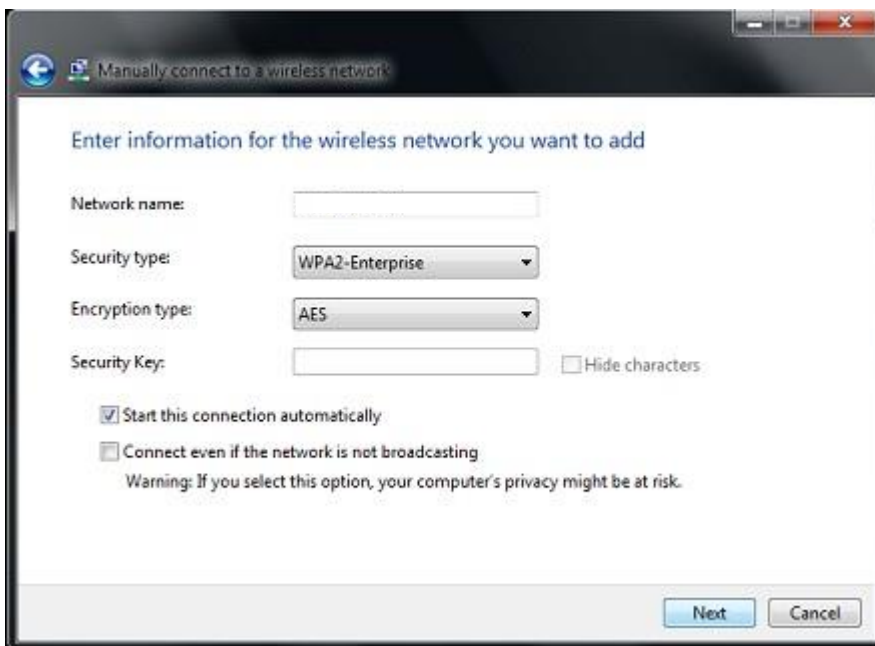 Manually connect to a wireless network
Enter information for the wireless network you want to add
Network name:
Security type: WPA2-Enterprise
Encryption type: AES
Security Key: Hide characters
Start this connection automatically
Connect even if the network is not broadcasting
Warning: If you select this option, your computer's privacy might be at risk.
Next Cancel